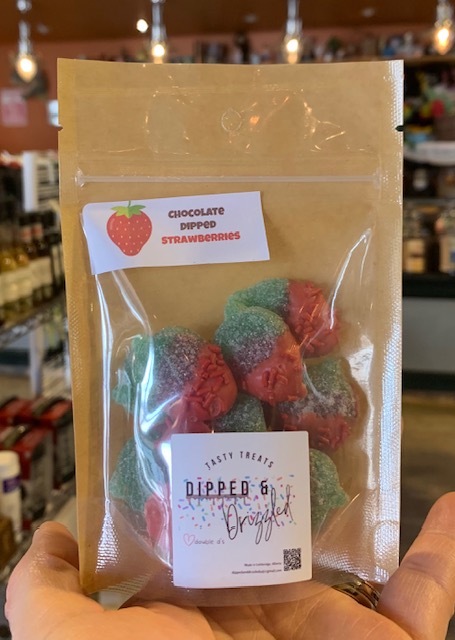 CHOCOLATE
DIPPED
STRAWBERRIES
TASTY TREATS
DIPPED &
Drizzled